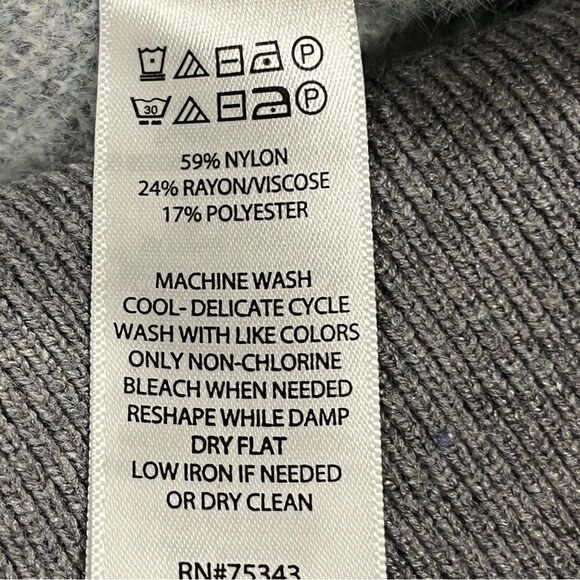 P
30 P
59% NYLON
24% RAYON/VISCOSE
17% POLYESTER
MACHINE WASH
COOL- DELICATE CYCLE
WASH WITH LIKE COLORS
ONLY NON-CHLORINE
BLEACH WHEN NEEDED
RESHAPE WHILE DAMP
DRY FLAT
LOW IRON IF NEEDED
OR DRY CLEAN
RN#75343